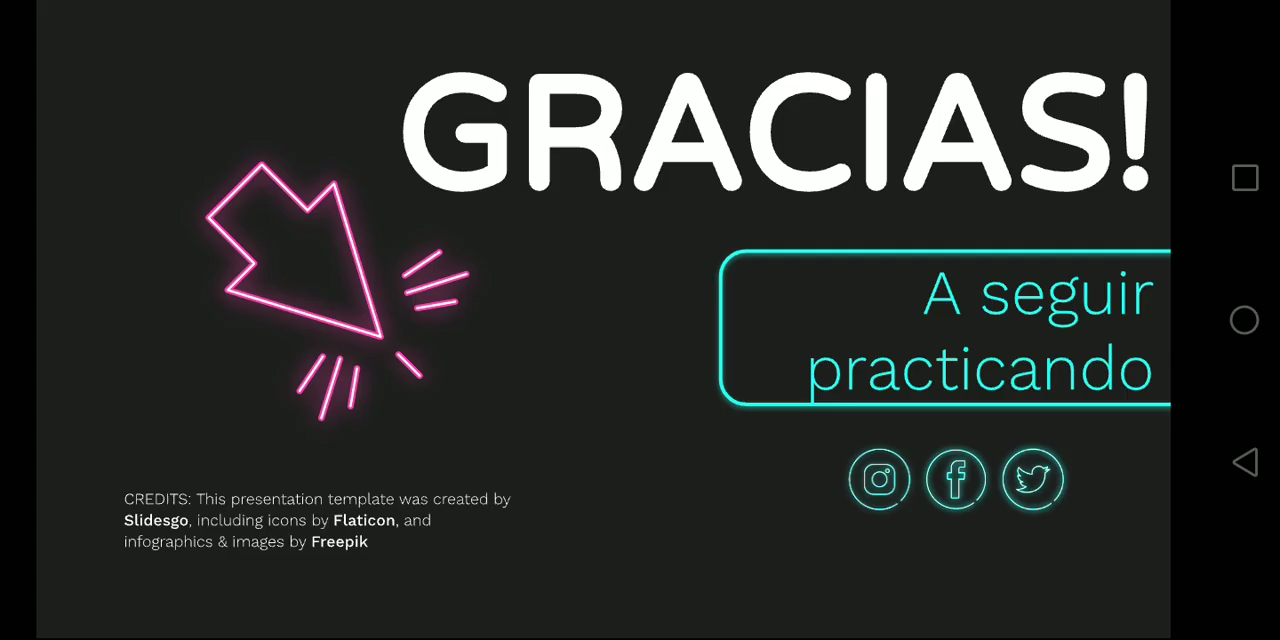 GRACIAS!
A seguir
practicando
CREDITS: This presentation template was created by
Slidesgo, including icons by Flaticon, and
infographics & images by Freepik